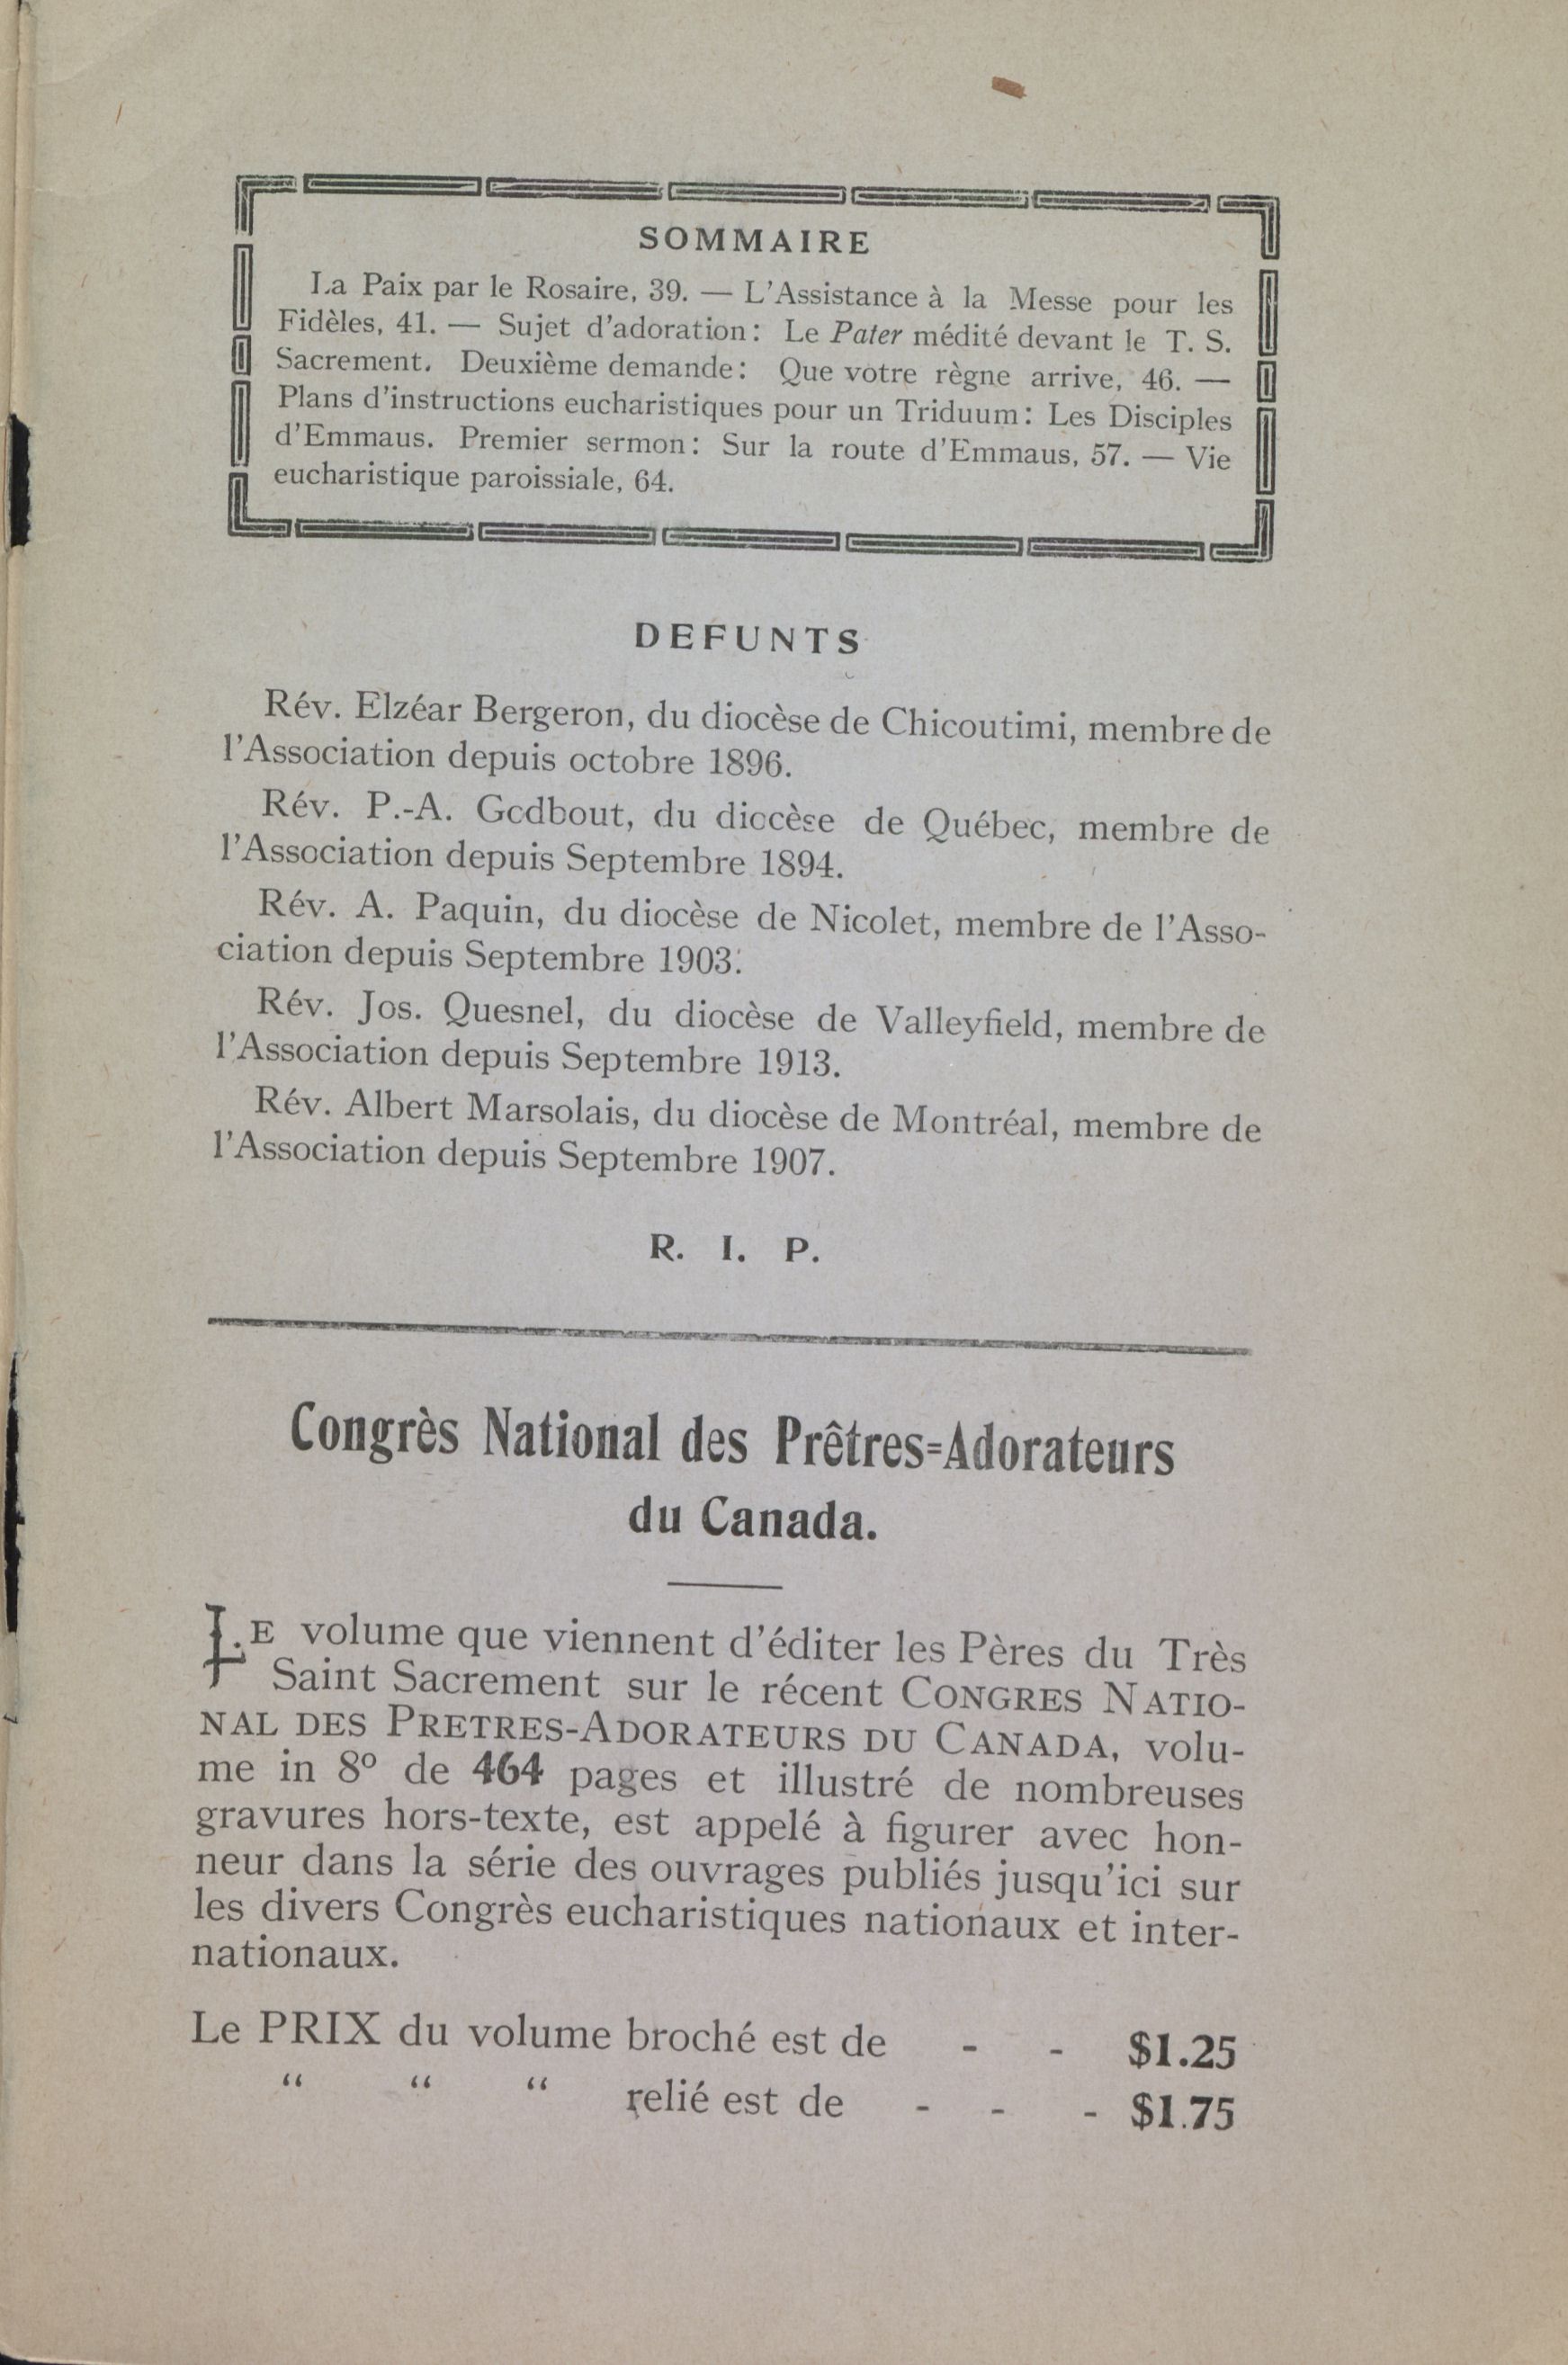 SOMMAIRE
La Paix par le Rosaire, 39. — L'Assistance à la Messe pour les
Fidèles, 41. — Sujet d'adoration: Le Pater médité devant le T. S.
Sacrement. Deuxième demande: Que votre règne arrive, 46. —
Plans d'instructions eucharistiques pour un Triduum: Les Disciples
d'Emmaus. Premier sermon: Sur la route d'Emmaus, 57. — Vie
eucharistique paroissiale, 64.
DEFUNTS
Rév. Elzéar Bergeron, du diocèse de Chicoutimi, membre de
l'Association depuis octobre 1896.
Rév. P.-A. Godbout, du diocèse de Québec, membre de
l'Association depuis Septembre 1894.
Rév. A. Paquin, du diocèse de Nicolet, membre de l'Asso-
ciation depuis Septembre 1903.
Rév. Jos. Quesnel, du diocèse de Valleyfield, membre de
l'Association depuis Septembre 1913.
Rév. Albert Marsolais, du diocèse de Montréal, membre de
l'Association depuis Septembre 1907.
R. I. P.
Congrès National des Prêtres=Adorateurs
du Canada.
LE volume que viennent d'éditer les Pères du Très
Saint Sacrement sur le récent CONGRES NATIO-
NAL DES PRETRES-ADORATEURS DU CANADA, volu-
me in 8º de 464 pages et illustré de nombreuses
gravures hors-texte, est appelé à figurer avec hon-
neur dans la série des ouvrages publiés jusqu'ici sur
les divers Congrès eucharistiques nationaux et inter-
nationaux.
Le PRIX du volume broché est de - - $1.25
“ “ “ relié est de - - - $1.75